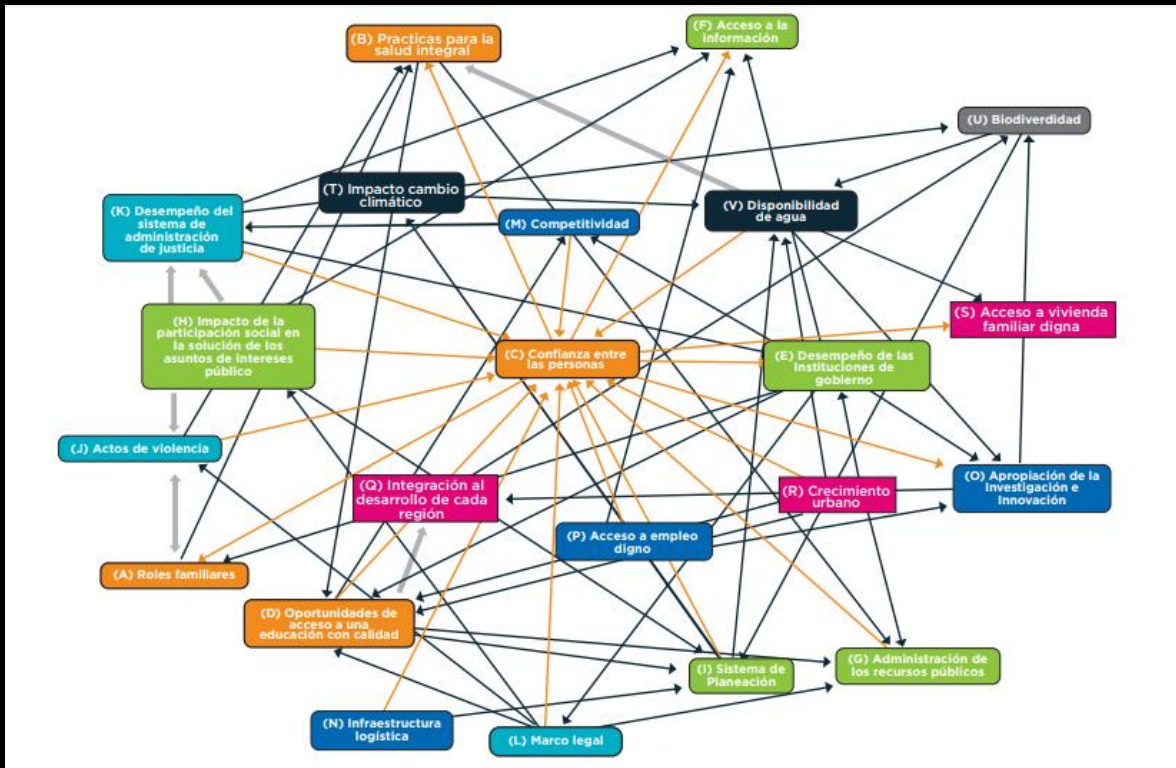 (B) Practicas para la
salud integral
(F) Acceso a la
información
(U) Biodiverdidad
(T) Impacto cambio
climático
(K) Desempeño del
sistema de
administración
de justicia
(M) Competitividad
(V) Disponibilidad
de agua
(H) Impacto de la
participación social en
la solución de los
asuntos de intereses
público
(S) Acceso a vivienda
familiar digna
(C) Confianza entre
las personas
(E) Desempeño de las
Instituciones de
gobierno
(J) Actos de violencia
(Q) Integración al
desarrollo de cada
región
(R) Crecimiento
urbano
(O) Apropiación de la
Investigación e
Innovación
(P) Acceso a empleo
digno
(A) Roles familiares
(D) Oportunidades de
acceso a una
educación con calidad
(I) Sistema de
Planeación
(G) Administración de
los recursos públicos
(N) Infraestructura
logística
(L) Marco legal